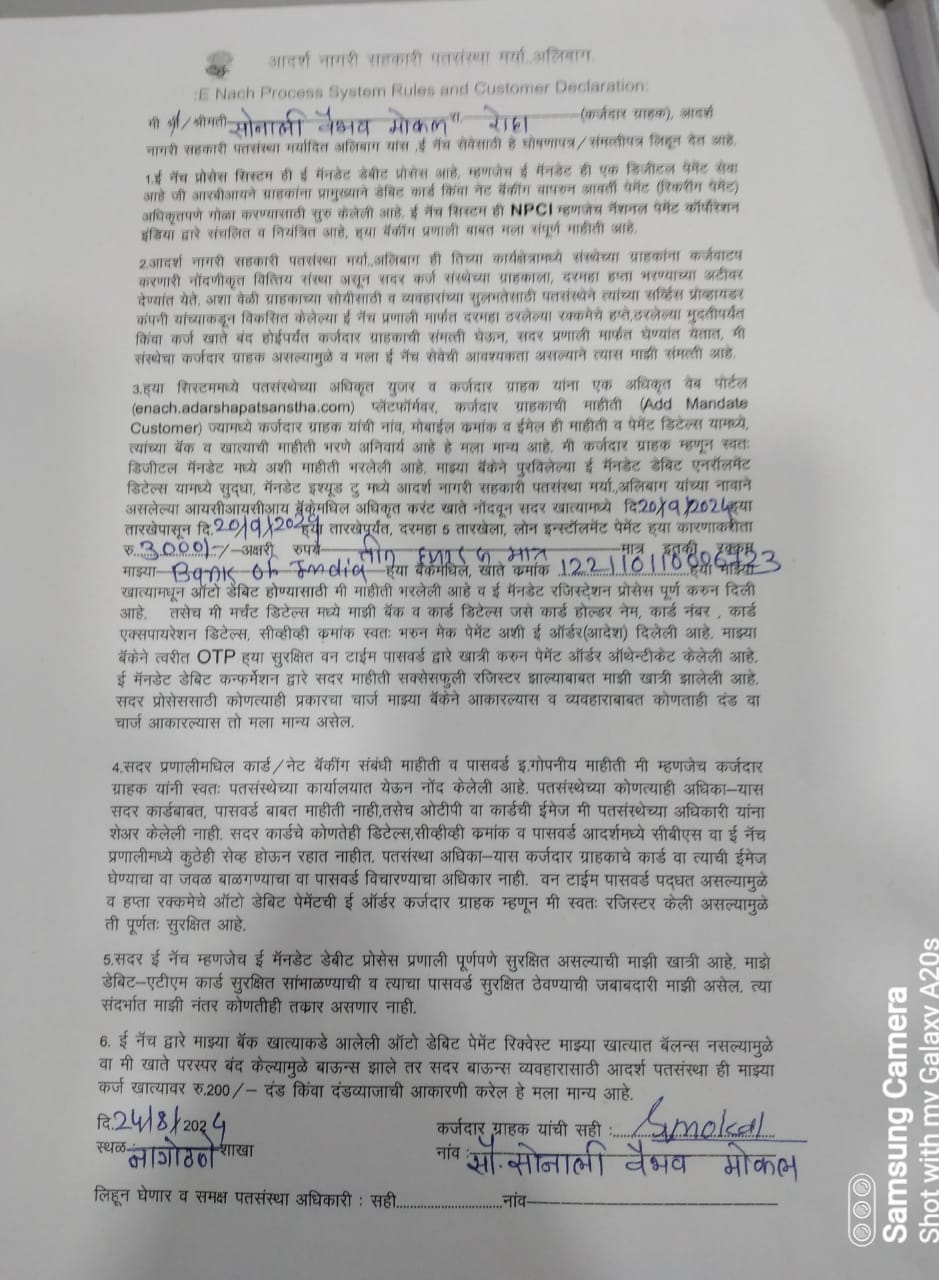 आदर्श नागरी सहकारी पतसंस्था मर्या.,अलिबाग.
:E Nach Process System Rules and Customer Declaration:
मी श्री/श्रीमती सोनाली वैभव मोकल रा. रोहा (कर्जदार ग्राहक), आदर्श
नागरी सहकारी पतसंस्था मर्यादित अलिबाग यांस ,ई नॅच सेवेसाठी हे घोषणापत्र/संमतीपत्र लिहून देत आहे.
1.ई नॅच प्रोसेस सिस्टम ही ई मॅनडेट डेबीट प्रोसेस आहे, म्हणजेच ई मॅनडेट ही एक डिजीटल पेमेंट सेवा
आहे जी आरबीआयने ग्राहकांना प्रामुख्याने डेबिट कार्ड किंवा नेट बॅकींग वापरुन आवर्ती पेमेंट (रिकरींग पेमेंट)
अधिकृतपणे गोळा करण्यासाठी सुरु केलेली आहे. ई नॅच सिस्टम ही NPCI म्हणजेच नॅशनल पेमेंट कॉर्पोरेशन
इंडिया द्वारे संचलित व नियंत्रित आहे, हया बॅकींग प्रणाली बाबत मला संपूर्ण माहीती आहे.
2.आदर्श नागरी सहकारी पतसंस्था मर्या.,अलिबाग ही तिच्या कार्यक्षेत्रामध्ये संस्थेच्या ग्राहकांना कर्जवाटप
करणारी नोंदणीकृत वित्तिय संस्था असून सदर कर्ज संस्थेच्या ग्राहकाला, दरमहा हप्ता भरण्याच्या अटीवर
देण्यांत येते. अशा वेळी ग्राहकाच्या सोयीसाठी व व्यवहारांच्या सुलभतेसाठी पतसंस्थेने त्यांच्या सर्व्हिस प्रोव्हायडर
कंपनी यांच्याकडून विकसित केलेल्या ई नॅच प्रणाली मार्फत दरमहा ठरलेल्या रक्कमेचे हप्ते,ठरलेल्या मुदतीपर्यंत
किंवा कर्ज खाते बंद होईपर्यंत कर्जदार ग्राहकाची संमत्ती घेऊन, सदर प्रणाली मार्फत घेण्यांत येतात, मी
संस्थेचा कर्जदार ग्राहक असल्यामुळे व मला ई नॅच सेवेची आवश्यकता असल्याने त्यास माझी संमत्ती आहे.
3.हया सिस्टममध्ये पतसंस्थेच्या अधिकृत युजर व कर्जदार ग्राहक यांना एक अधिकृत वेब पोर्टल
(enach.adarshapatsanstha.com) प्लॅटफॉर्मवर, कर्जदार ग्राहकाची माहीती (Add Mandate
Customer) ज्यामध्ये कर्जदार ग्राहक यांची नांव, मोबाईल कमांक व ईमेल ही माहीती व पेमेंट डिटेल्स यामध्ये,
त्यांच्या बॅक व खात्याची माहीती भरणे अनिवार्य आहे हे मला मान्य आहे. मी कर्जदार ग्राहक म्हणून स्वतः
डिजीटल मॅनडेट मध्ये अशी माहीती भरलेली आहे. माझ्या बॅकेने पुरविलेल्या ई मॅनडेट डेबिट एनरॉलमेंट
डिटेल्स यामध्ये सुद्धा, मॅनडेट इश्यूड टु मध्ये आदर्श नागरी सहकारी पतसंस्था मर्या.,अलिबाग यांच्या नावाने
असलेल्या आयसीआयसीआय बॅकेमधिल अधिकृत करंट खाते नोंदवून सदर खात्यामध्ये दि.20/9/2024हया
तारखेपासून दि.20/9/202 हया तारखेपर्यंत, दरमहा 5 तारखेला, लोन इन्स्टॉलमेंट पेमेंट हया कारणाकरीता
रु.3000/-/-अक्षरी रुपये तीन हजार रु मात्र मात्र इतकी रक्कम
माझ्या Bank of India हया बॅकेमधिल, खाते कमांक हया माझ्या
खात्यामधून ऑटो डेबिट होण्यासाठी मी माहीती भरलेली आहे व ई मॅनडेट रजिस्टेशन प्रोसेस पूर्ण करुन दिली
आहे. तसेच मी मर्चंट डिटेल्स मध्ये माझी बॅक व कार्ड डिटेल्स जसे कार्ड होल्डर नेम, कार्ड नंबर , कार्ड
एक्सपायरेशन डिटेल्स, सीव्हीव्ही कमांक स्वतः भरुन मेक पेमेंट अशी ई ऑर्डर(आदेश) दिलेली आहे. माझ्या
बॅकेने त्वरीत OTP हया सुरक्षित वन टाईम पासवर्ड द्वारे खात्री करुन पेमेंट ऑर्डर ऑथेन्टीकेट केलेली आहे.
ई मॅनडेट डेबिट कन्फर्मेशन द्वारे सदर माहीती सक्सेसफुली रजिस्टर झाल्याबाबत माझी खात्री झालेली आहे.
सदर प्रोसेससाठी कोणत्याही प्रकारचा चार्ज माझ्या बॅकेने आकारल्यास व व्यवहाराबाबत कोणताही दंड वा
चार्ज आकारल्यास तो मला मान्य असेल.
4.सदर प्रणालीमधिल कार्ड/नेट बॅकींग संबंधी माहीती व पासवर्ड इ.गोपनीय माहीती मी म्हणजेच कर्जदार
ग्राहक यांनी स्वतः पतसंस्थेच्या कार्यालयात येऊन नोंद केलेली आहे. पतसंस्थेच्या कोणत्याही अधिका–यास
सदर कार्डबाबत, पासवर्ड बाबत माहीती नाही,तसेच ओटीपी वा कार्डची ईमेज मी पतसंस्थेच्या अधिकारी यांना
शेअर केलेली नाही. सदर कार्डचे कोणतेही डिटेल्स,सीव्हीव्ही कमांक व पासवर्ड आदर्शमध्ये सीबीएस वा ई नॅच
प्रणालीमध्ये कुठेही सेव्ह होऊन रहात नाहीत. पतसंस्था अधिका–यास कर्जदार ग्राहकाचे कार्ड वा त्याची ईमेज
घेण्याचा वा जवळ बाळगण्याचा वा पासवर्ड विचारण्याचा अधिकार नाही. वन टाईम पासवर्ड पद्धत असल्यामुळे
व हप्ता रक्कमेचे ऑटो डेबिट पेमेंटची ई ऑर्डर कर्जदार ग्राहक म्हणून मी स्वतः रजिस्टर केली असल्यामुळे
ती पूर्णतः सुरक्षित आहे.
5.सदर ई नॅच म्हणजेच ई मॅनडेट डेबीट प्रोसेस प्रणाली पूर्णपणे सुरक्षित असल्याची माझी खात्री आहे. माझे
डेबिट–एटीएम कार्ड सुरक्षित सांभाळण्याची व त्याचा पासवर्ड सुरक्षित ठेवण्याची जबाबदारी माझी असेल. त्या
संदर्भात माझी नंतर कोणतीही तकार असणार नाही.
6. ई नॅच द्वारे माझ्या बॅक खात्याकडे आलेली ऑटो डेबिट पेमेंट रिक्वेस्ट माझ्या खात्यात बॅलन्स नसल्यामुळे
वा मी खाते परस्पर बंद केल्यामुळे बाऊन्स झाले तर सदर बाऊन्स व्यवहारासाठी आदर्श पतसंस्था ही माझ्या
कर्ज खात्यावर रु.200/– दंड किंवा दंडव्याजाची आकारणी करेल हे मला मान्य आहे.
दि.24/8/2024 कर्जदार ग्राहक यांची सही :
स्थळ नागोठणे शाखा नांव : सौ. सोनाली वैभव मोकल
लिहून घेणार व समक्ष पतसंस्था अधिकारी : सही नांव
Samsung Camera
Shot with my Galaxy A20s